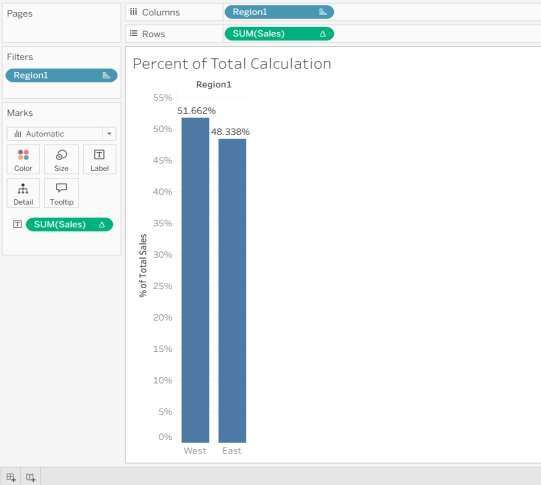 Pages
Columns
Region1
Rows
SUM(Sales)
Filters
Region1
Marks
Automatic
Color
Size
Label
Detail
Tooltip
SUM(Sales)
Percent of Total Calculation
Region1
55%
51.662%
50%
48.338%
45%
40%
35%
30%
25%
20%
15%
10%
5%
0%
% of Total Sales
West
East